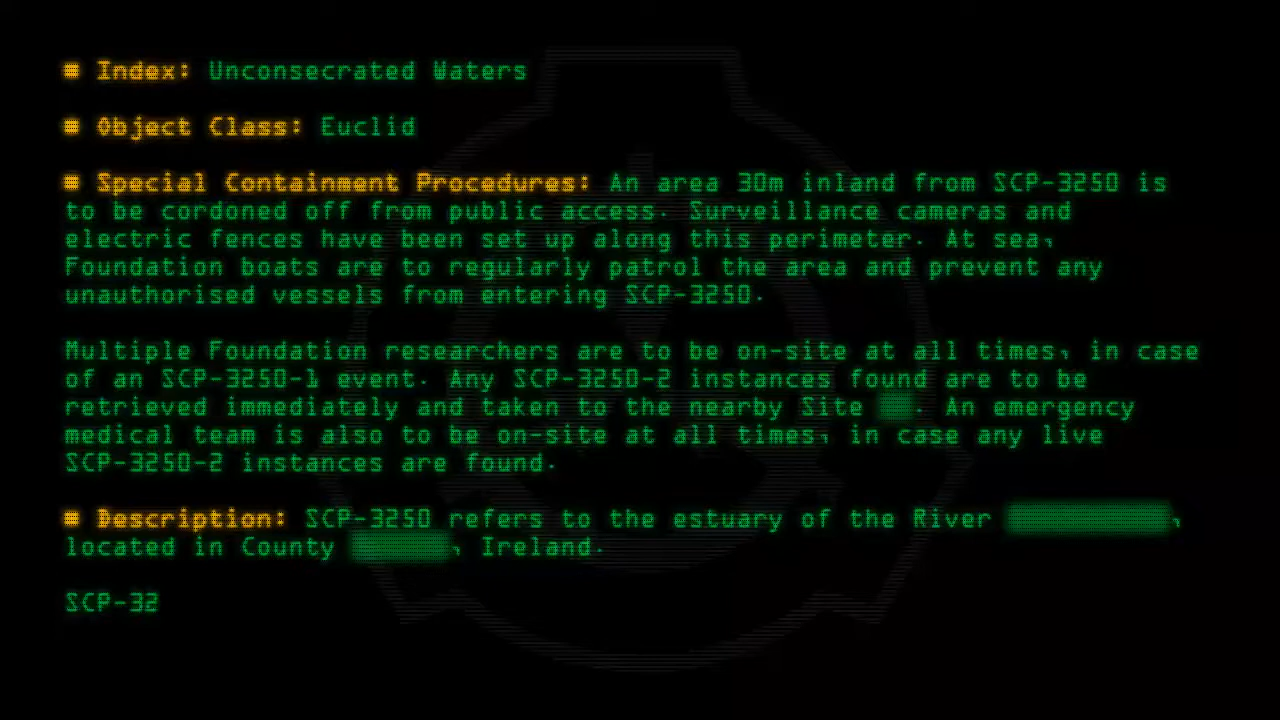 ■ Index: Unconsecrated Waters
■ Object Class: Euclid
■ Special Containment Procedures: An area 30m inland from SCP-3250 is
to be cordoned off from public access. Surveillance cameras and
electric fences have been set up along this perimeter. At sea,
Foundation boats are to regularly patrol the area and prevent any
unauthorised vessels from entering SCP-3250.
Multiple Foundation researchers are to be on-site at all times, in case
of an SCP-3250-1 event. Any SCP-3250-2 instances found are to be
retrieved immediately and taken to the nearby Site ██. An emergency
medical team is also to be on-site at all times, in case any live
SCP-3250-2 instances are found.
■ Description: SCP-3250 refers to the estuary of the River ██████████,
located in County ██████, Ireland.
SCP-32